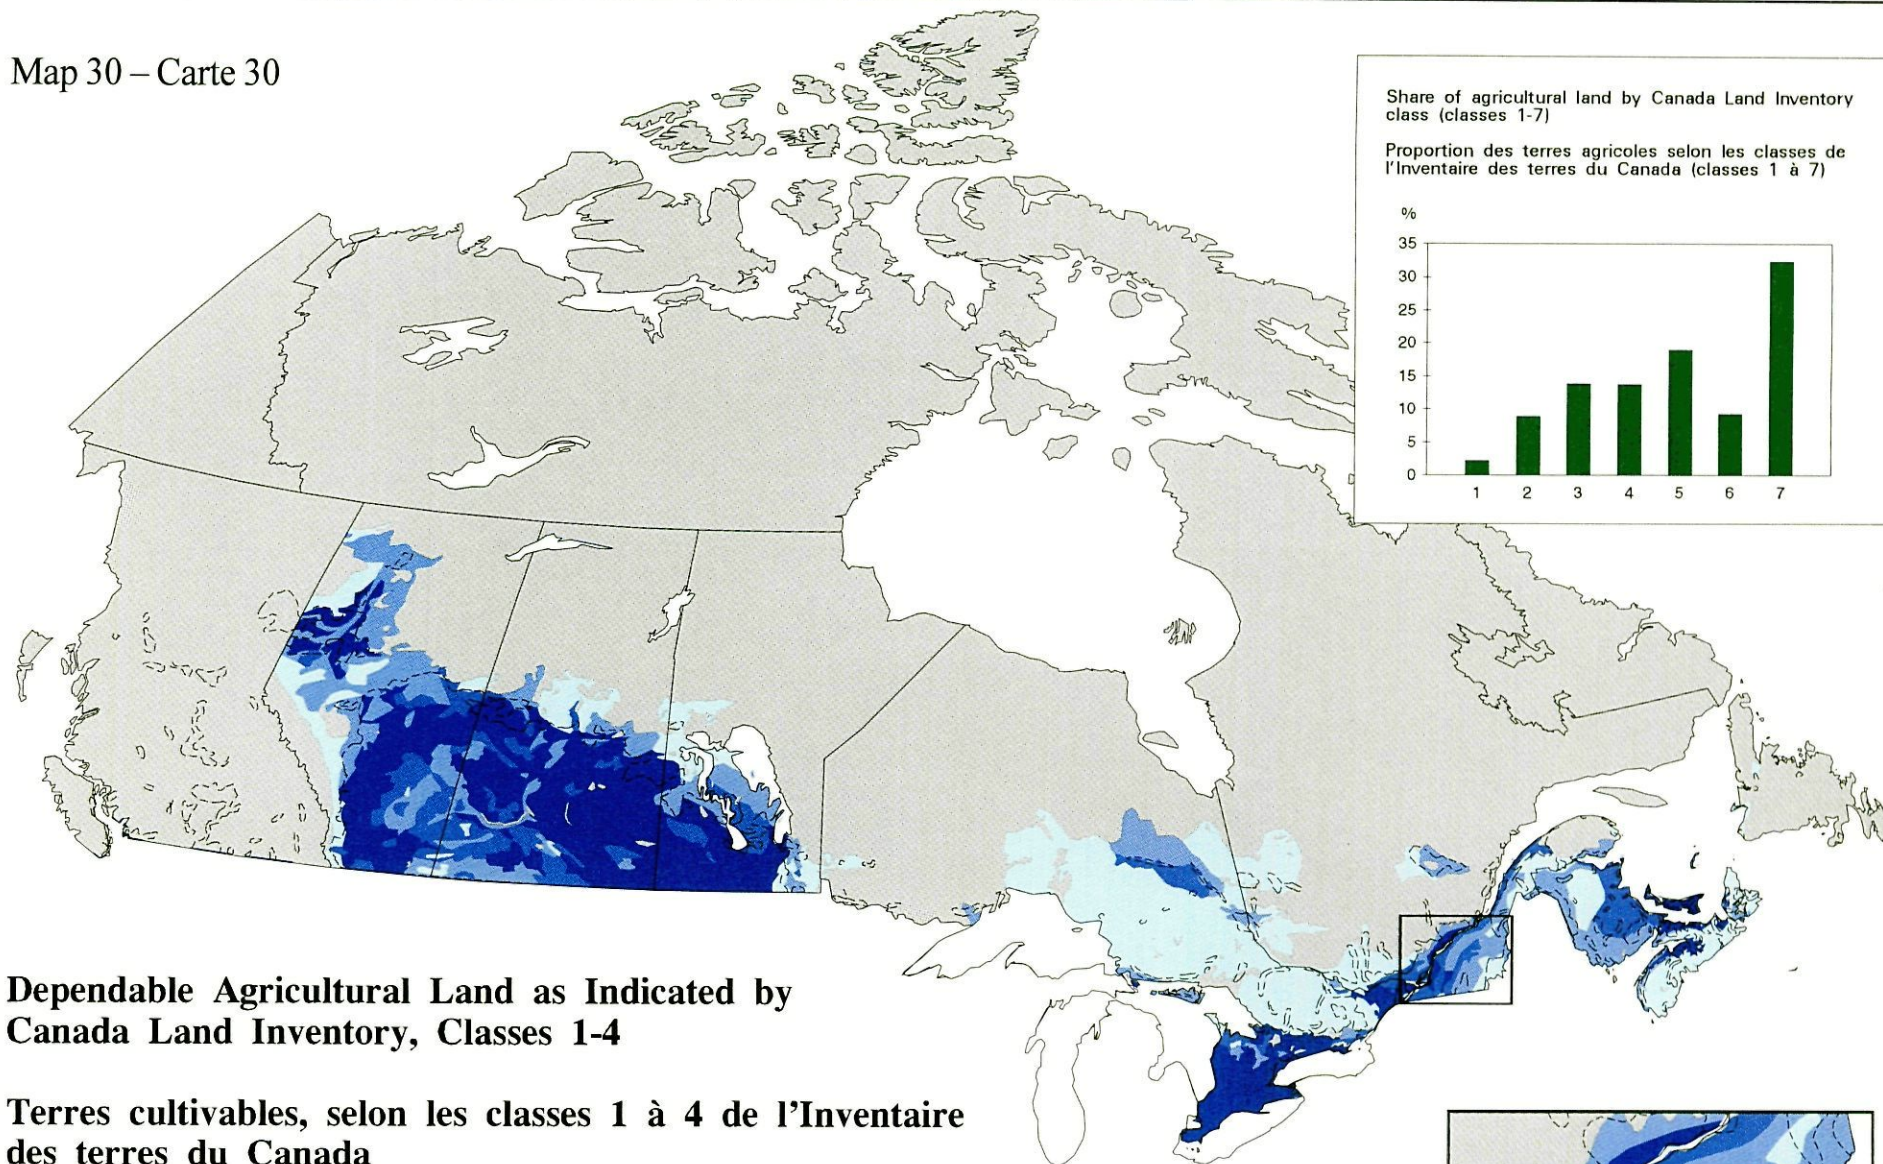 Map 30 – Carte 30
Share of agricultural land by Canada Land Inventory
class (classes 1-7)
Proportion des terres agricoles selon les classes de
l'Inventaire des terres du Canada (classes 1 à 7)
%
35
30
25
20
15
10
5
0
1 2 3 4 5 6 7
Dependable Agricultural Land as Indicated by
Canada Land Inventory, Classes 1-4
Terres cultivables, selon les classes 1 à 4 de l'Inventaire
des terres du Canada